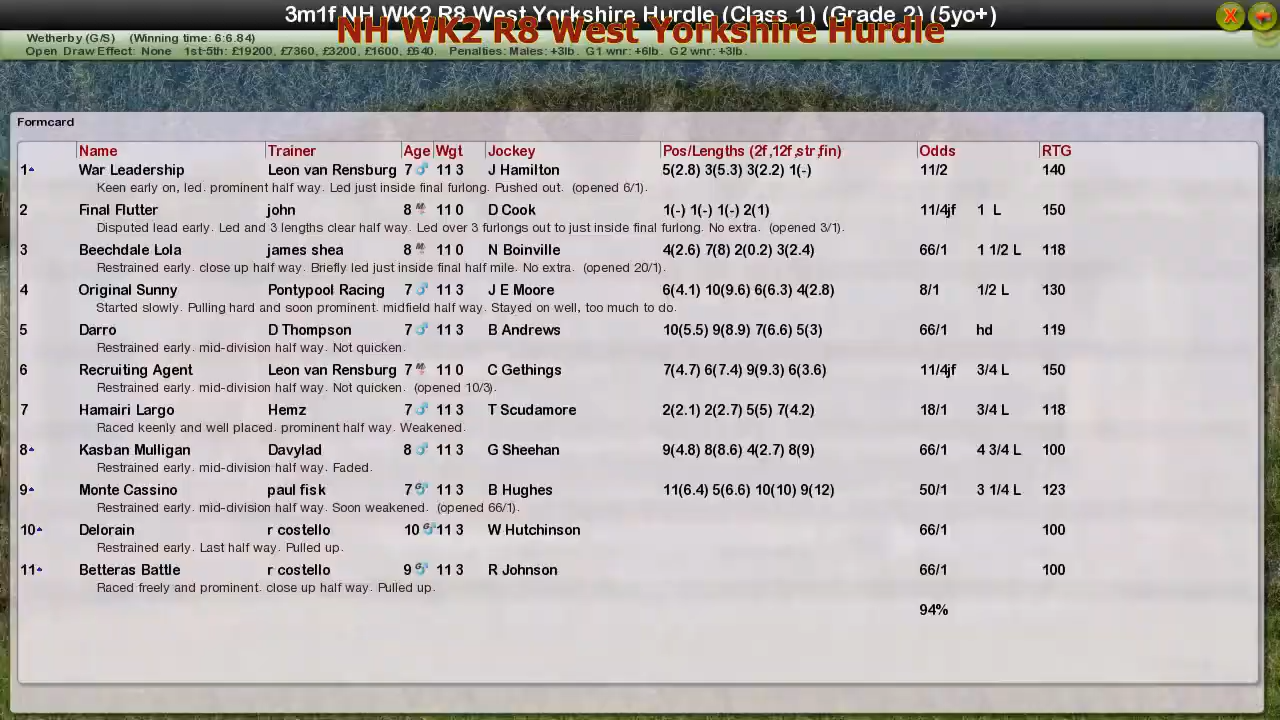 3m1f NH WK2 R8 West Yorkshire Hurdle (Class 1) (Grade 2) (5yo+)
NH WK2 R8 West Yorkshire Hurdle
Wetherby (G/S) (Winning time: 6:6.84)
Open Draw Effect: None 1st-5th: £19200, £7360, £3200, £1600, £640. Penalties: Males: +3lb. G1 wnr: +6lb. G2 wnr: +3lb.
Formcard
Name Trainer Age Wgt Jockey Pos/Lengths (2f,12f,str,fin) Odds RTG
1 War Leadership Leon van Rensburg 7 11 3 J Hamilton 5(2.8) 3(5.3) 3(2.2) 1(-) 11/2 140
Keen early on, led. prominent half way. Led just inside final furlong. Pushed out. (opened 6/1).
2 Final Flutter john 8 11 0 D Cook 1(-) 1(-) 1(-) 2(1) 11/4jf 1 L 150
Disputed lead early. Led and 3 lengths clear half way. Led over 3 furlongs out to just inside final furlong. No extra. (opened 3/1).
3 Beechdale Lola james shea 8 11 0 N Boinville 4(2.6) 7(8) 2(0.2) 3(2.4) 66/1 1 1/2 L 118
Restrained early. close up half way. Briefly led just inside final half mile. No extra. (opened 20/1).
4 Original Sunny Pontypool Racing 7 11 3 J E Moore 6(4.1) 10(9.6) 6(6.3) 4(2.8) 8/1 1/2 L 130
Started slowly. Pulling hard and soon prominent. midfield half way. Stayed on well, too much to do.
5 Darro D Thompson 7 11 3 B Andrews 10(5.5) 9(8.9) 7(6.6) 5(3) 66/1 hd 119
Restrained early. mid-division half way. Not quicken.
6 Recruiting Agent Leon van Rensburg 7 11 0 C Gethings 7(4.7) 6(7.4) 9(9.3) 6(3.6) 11/4jf 3/4 L 150
Restrained early. mid-division half way. Not quicken. (opened 10/3).
7 Hamairi Largo Hemz 7 11 3 T Scudamore 2(2.1) 2(2.7) 5(5) 7(4.2) 18/1 3/4 L 118
Raced keenly and well placed. prominent half way. Weakened.
8 Kasban Mulligan Davylad 8 11 3 G Sheehan 9(4.8) 8(8.6) 4(2.7) 8(9) 66/1 4 3/4 L 100
Restrained early. mid-division half way. Faded.
9 Monte Cassino paul fisk 7 11 3 B Hughes 11(6.4) 5(6.6) 10(10) 9(12) 50/1 3 1/4 L 123
Restrained early. mid-division half way. Soon weakened. (opened 66/1).
10 Delorain r costello 10 11 3 W Hutchinson 66/1 100
Restrained early. Last half way. Pulled up.
11 Betteras Battle r costello 9 11 3 R Johnson 66/1 100
Raced freely and prominent. close up half way. Pulled up.
94%